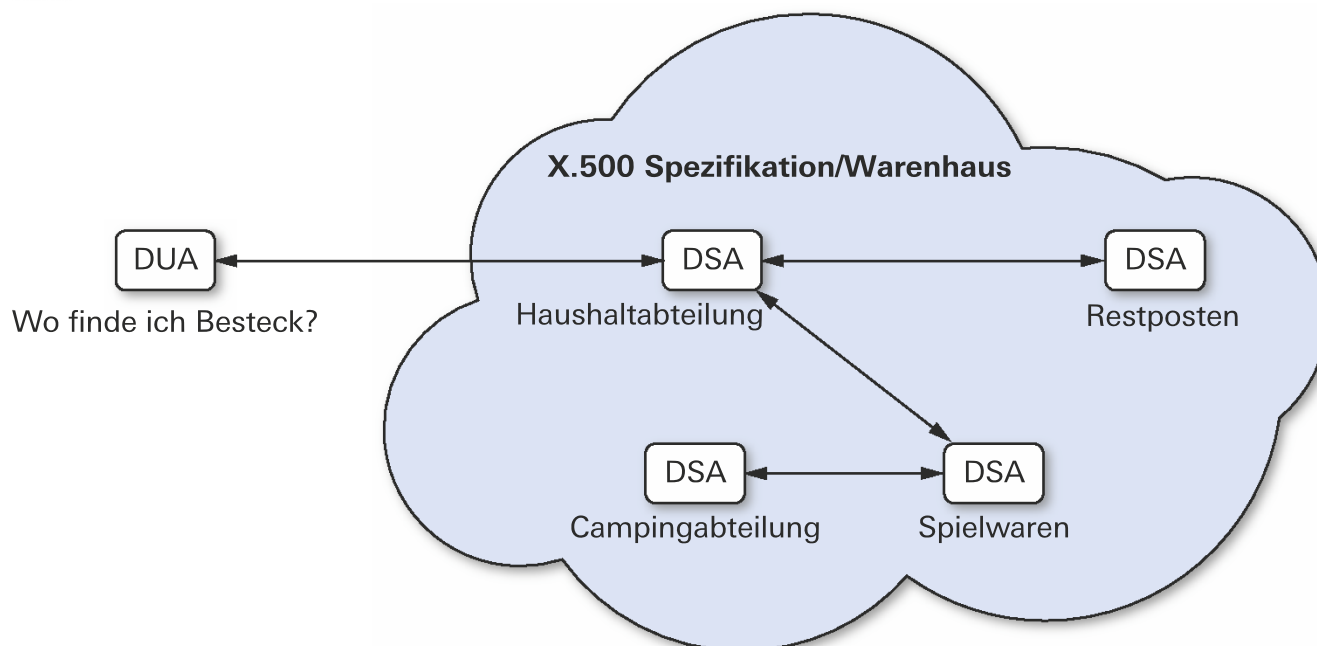 X.500 Spezifikation/Warenhaus
DUA
DSA
DSA
Wo finde ich Besteck?
Haushaltabteilung
Restposten
DSA
DSA
Campingabteilung
Spielwaren